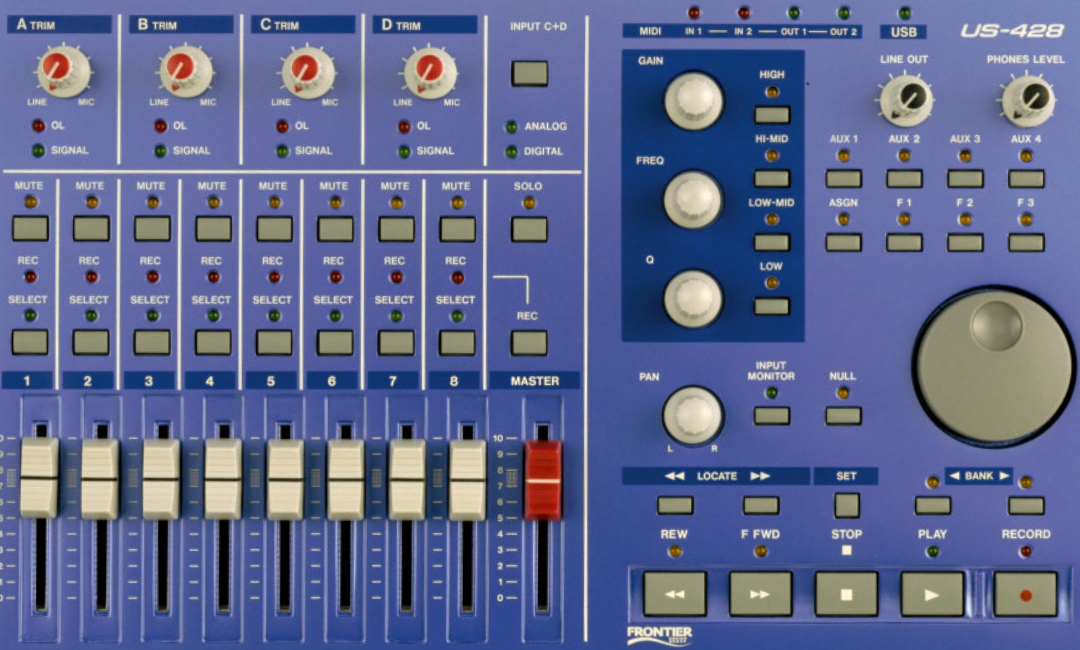 A TRIM
B TRIM
C TRIM
D TRIM
INPUT C+D
LINE MIC
LINE MIC
LINE MIC
LINE MIC
OL
OL
OL
OL
ANALOG
SIGNAL
SIGNAL
SIGNAL
SIGNAL
DIGITAL
MUTE MUTE MUTE MUTE MUTE MUTE MUTE MUTE SOLO
REC REC REC REC REC REC REC REC
SELECT SELECT SELECT SELECT SELECT SELECT SELECT SELECT
REC
1 2 3 4 5 6 7 8 MASTER
10
9
8
7
6
5
4
3
2
1
0
MIDI IN 1 IN 2 OUT 1 OUT 2 USB
US-428
GAIN
HIGH
LINE OUT
PHONES LEVEL
HI-MID
FREQ
AUX 1 AUX 2 AUX 3 AUX 4
LOW-MID
ASGN F 1 F 2 F 3
Q
LOW
PAN
INPUT
MONITOR
NULL
L R
LOCATE
SET
BANK
REW F FWD STOP PLAY RECORD
FRONTIER